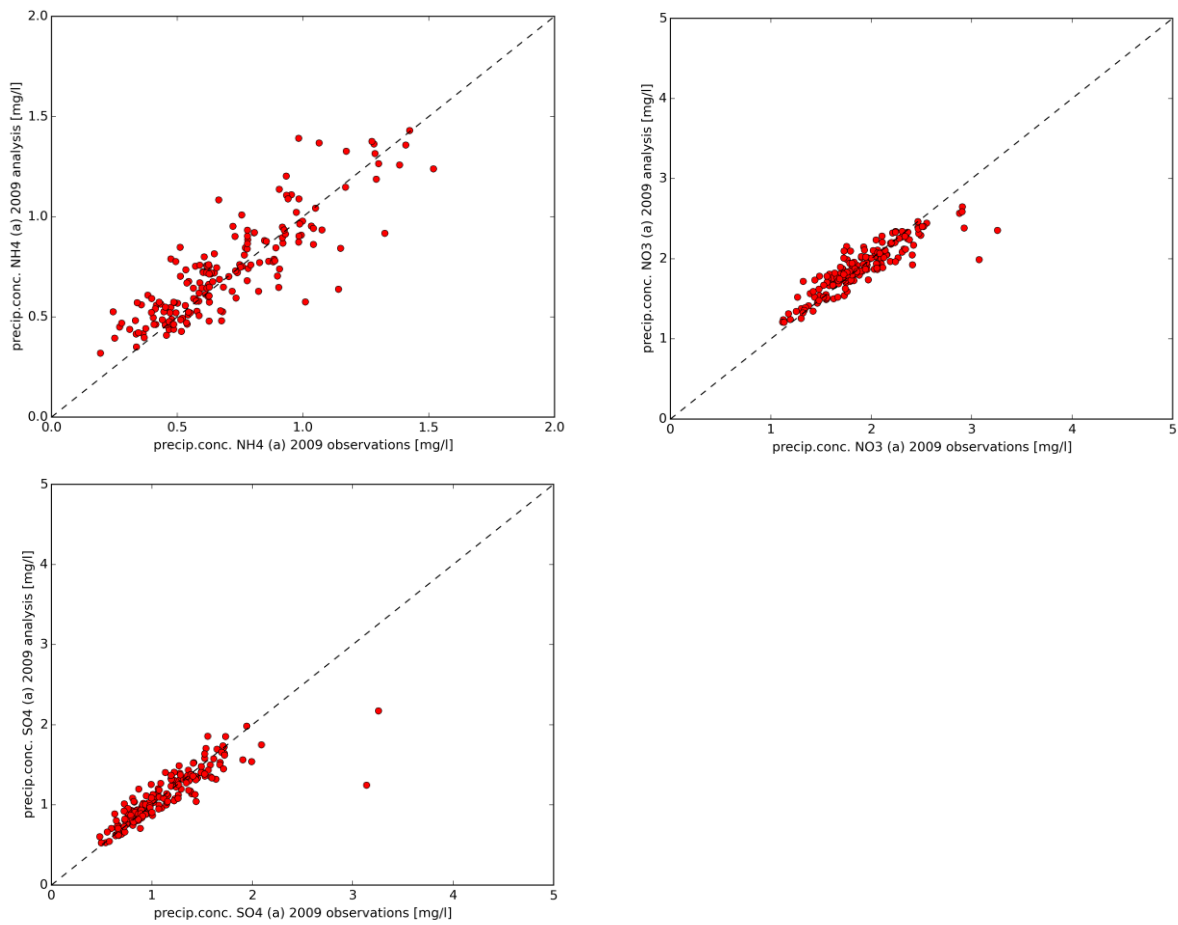 2.0
1.5
1.0
0.5
0.0
precip.conc. NH4 (a) 2009 analysis [mg/l]
0.0 0.5 1.0 1.5 2.0
precip.conc. NH4 (a) 2009 observations [mg/l]
5
4
3
2
1
0
precip.conc. NO3 (a) 2009 analysis [mg/l]
0 1 2 3 4 5
precip.conc. NO3 (a) 2009 observations [mg/l]
5
4
3
2
1
0
precip.conc. SO4 (a) 2009 analysis [mg/l]
0 1 2 3 4 5
precip.conc. SO4 (a) 2009 observations [mg/l]